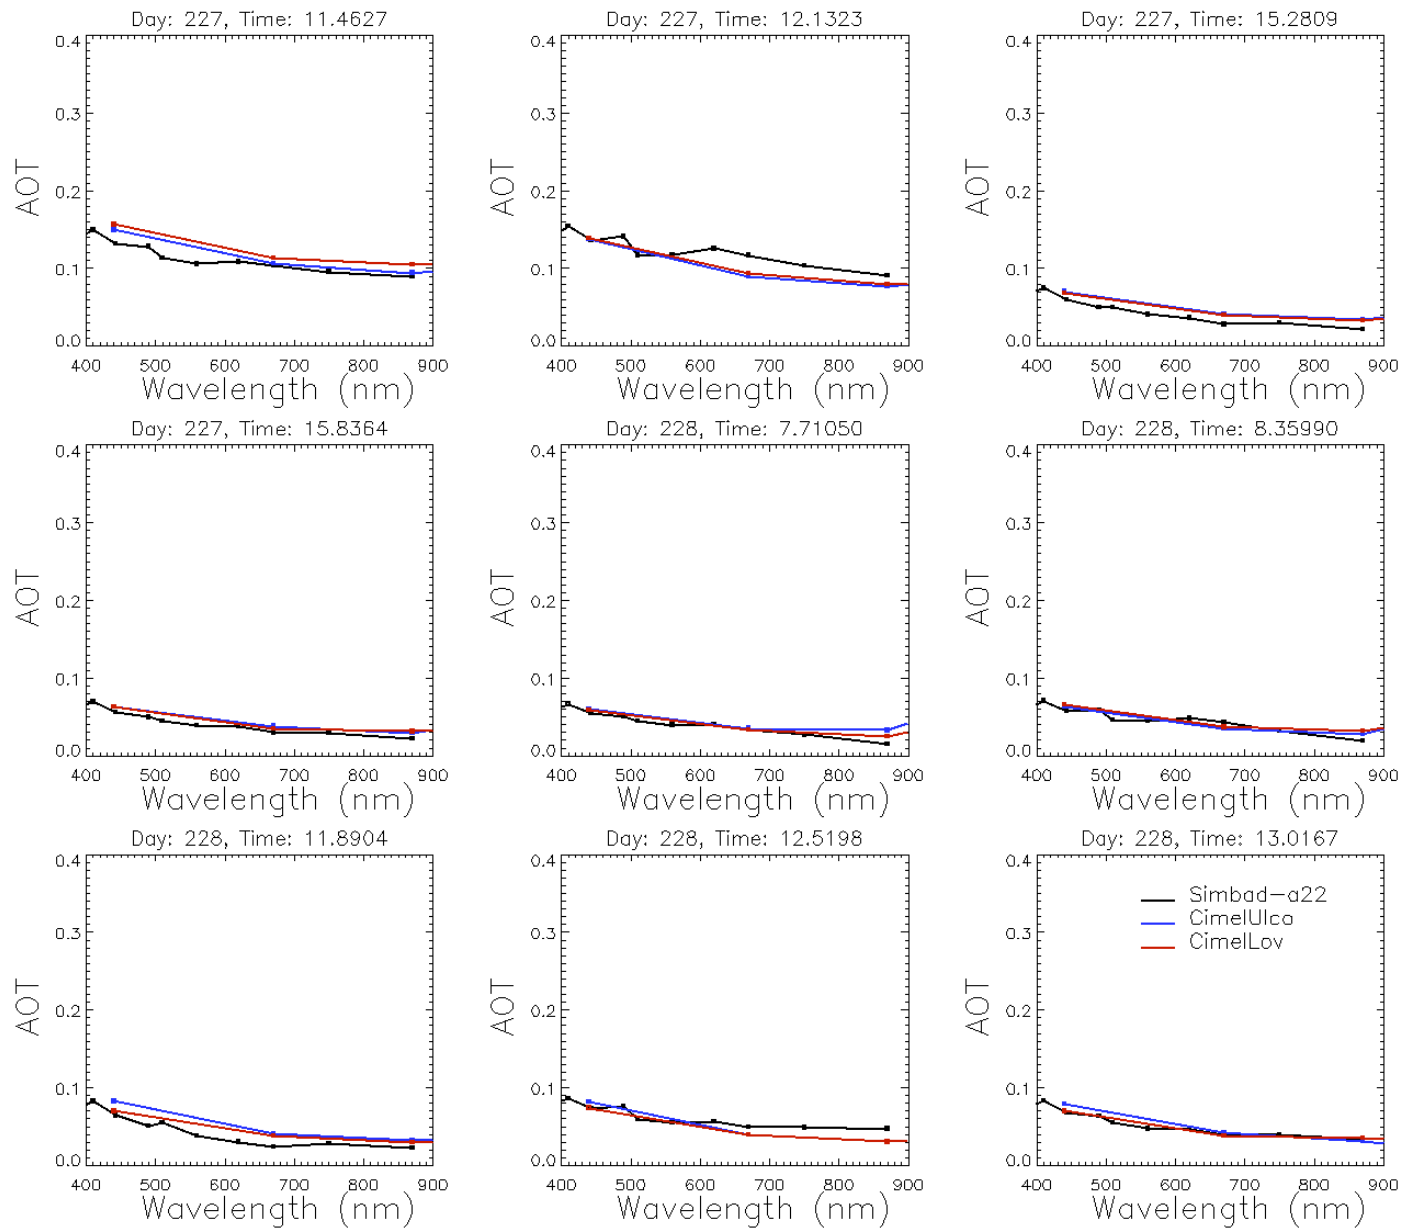 Day: 227, Time: 11.4627
0.4
0.3
0.2
0.1
0.0
AOT
400 500 600 700 800 900
Wavelength (nm)
Day: 227, Time: 12.1323
0.4
0.3
0.2
0.1
0.0
AOT
400 500 600 700 800 900
Wavelength (nm)
Day: 227, Time: 15.2809
0.4
0.3
0.2
0.1
0.0
AOT
400 500 600 700 800 900
Wavelength (nm)
Day: 227, Time: 15.8364
0.4
0.3
0.2
0.1
0.0
AOT
400 500 600 700 800 900
Wavelength (nm)
Day: 228, Time: 7.71050
0.4
0.3
0.2
0.1
0.0
AOT
400 500 600 700 800 900
Wavelength (nm)
Day: 228, Time: 8.35990
0.4
0.3
0.2
0.1
0.0
AOT
400 500 600 700 800 900
Wavelength (nm)
Day: 228, Time: 11.8904
0.4
0.3
0.2
0.1
0.0
AOT
400 500 600 700 800 900
Wavelength (nm)
Day: 228, Time: 12.5198
0.4
0.3
0.2
0.1
0.0
AOT
400 500 600 700 800 900
Wavelength (nm)
Day: 228, Time: 13.0167
0.4
0.3
0.2
0.1
0.0
AOT
Simbad-a22
CimelUlco
CimelLov
400 500 600 700 800 900
Wavelength (nm)